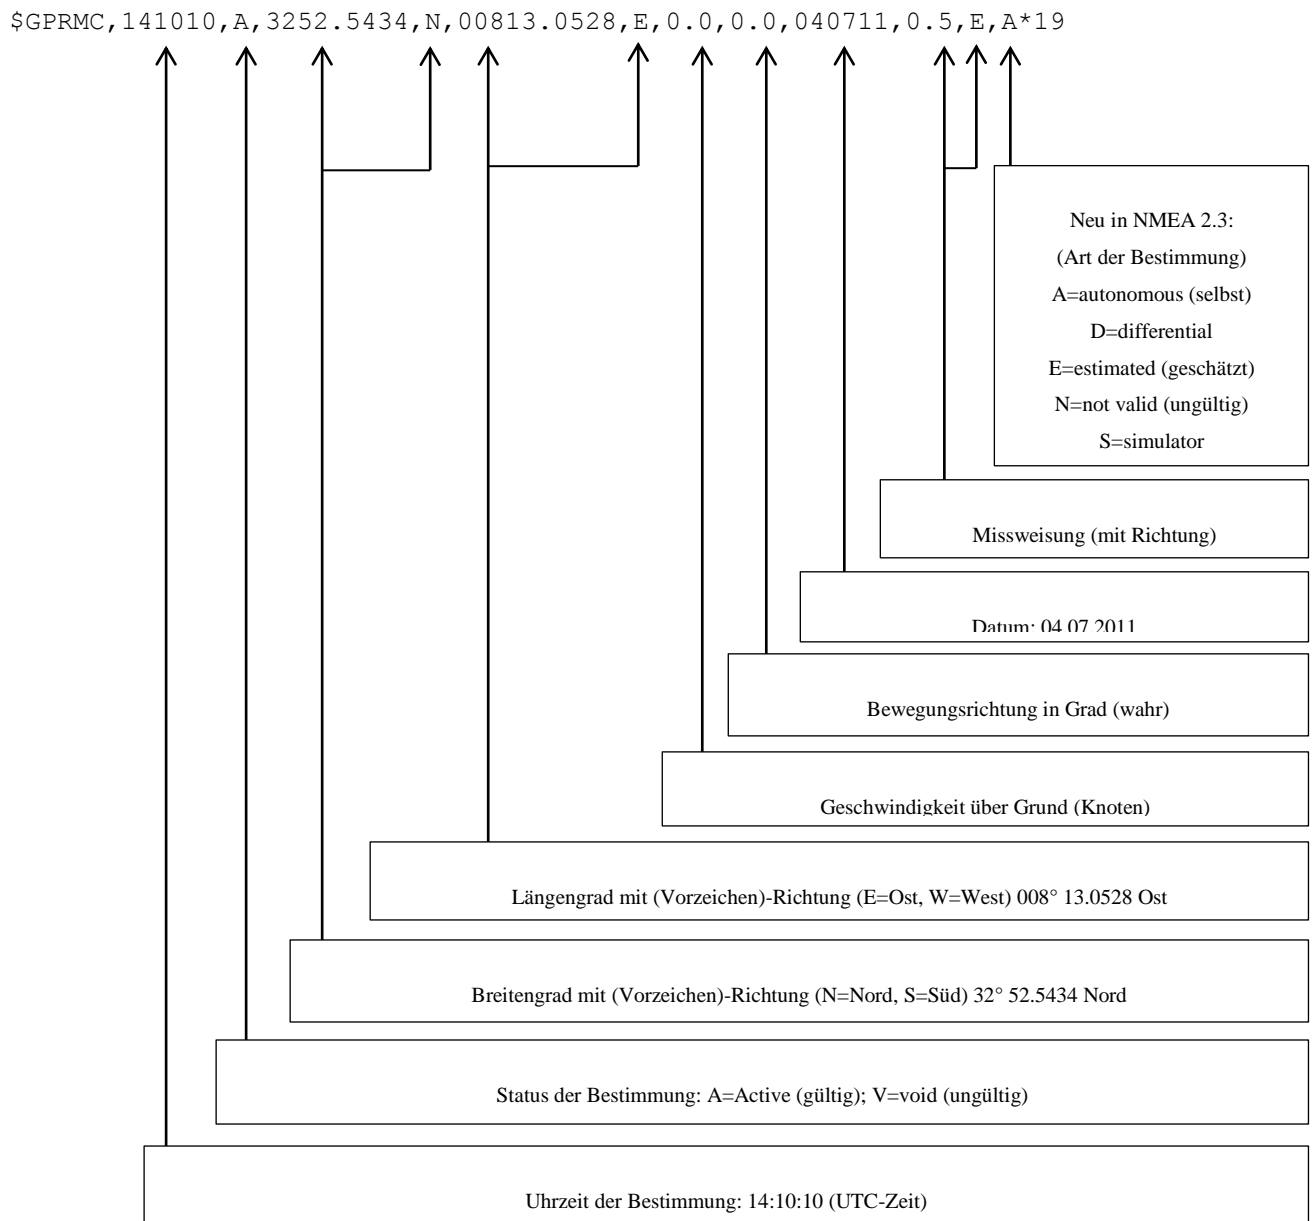 $GPRMC,141010,A,3252.5434,N,00813.0528,E,0.0,0.0,040711,0.5,E,A*19
Neu in NMEA 2.3:
(Art der Bestimmung)
A=autonomous (selbst)
D=differential
E=estimated (geschätzt)
N=not valid (ungültig)
S=simulator
Missweisung (mit Richtung)
Datum: 04.07.2011
Bewegungsrichtung in Grad (wahr)
Geschwindigkeit über Grund (Knoten)
Längengrad mit (Vorzeichen)-Richtung (E=Ost, W=West) 008° 13.0528 Ost
Breitengrad mit (Vorzeichen)-Richtung (N=Nord, S=Süd) 32° 52.5434 Nord
Status der Bestimmung: A=Active (gültig); V=void (ungültig)
Uhrzeit der Bestimmung: 14:10:10 (UTC-Zeit)